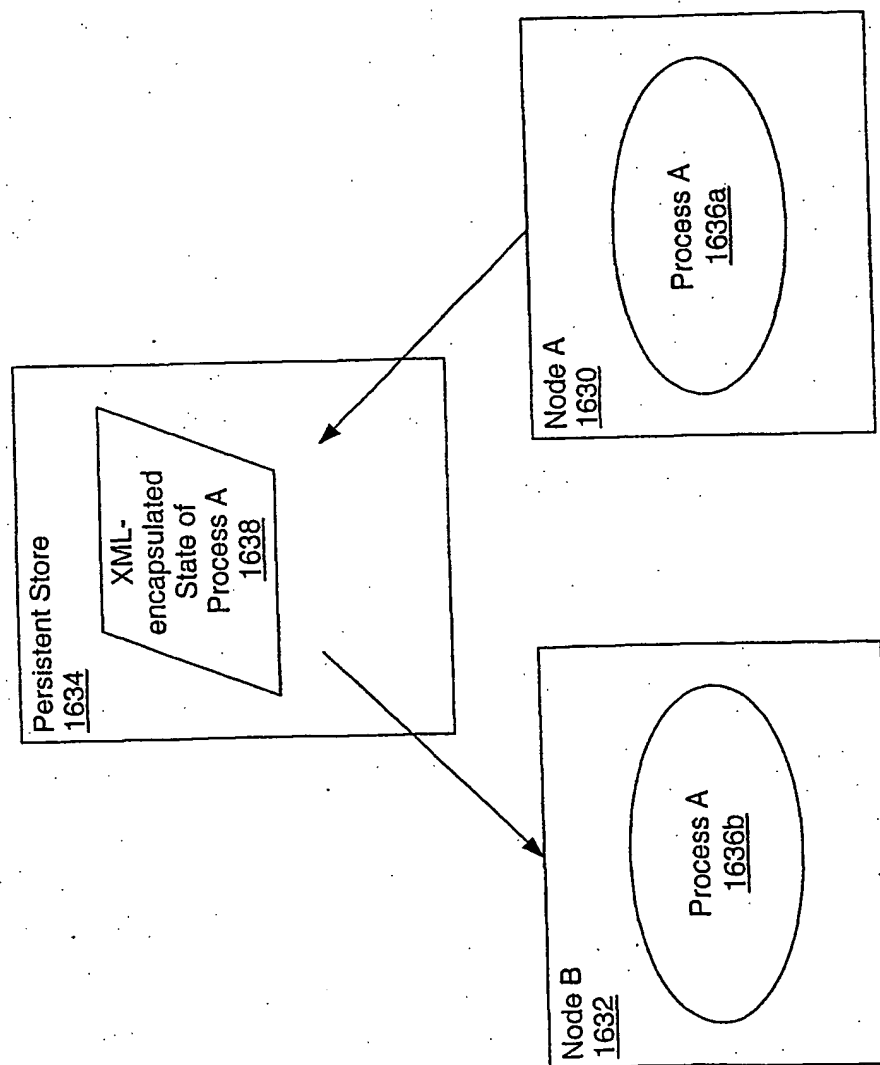 Persistent Store
1634
XML-
encapsulated
State of
Process A
1638
Node B
1632
Process A
1636b
Node A
1630
Process A
1636a